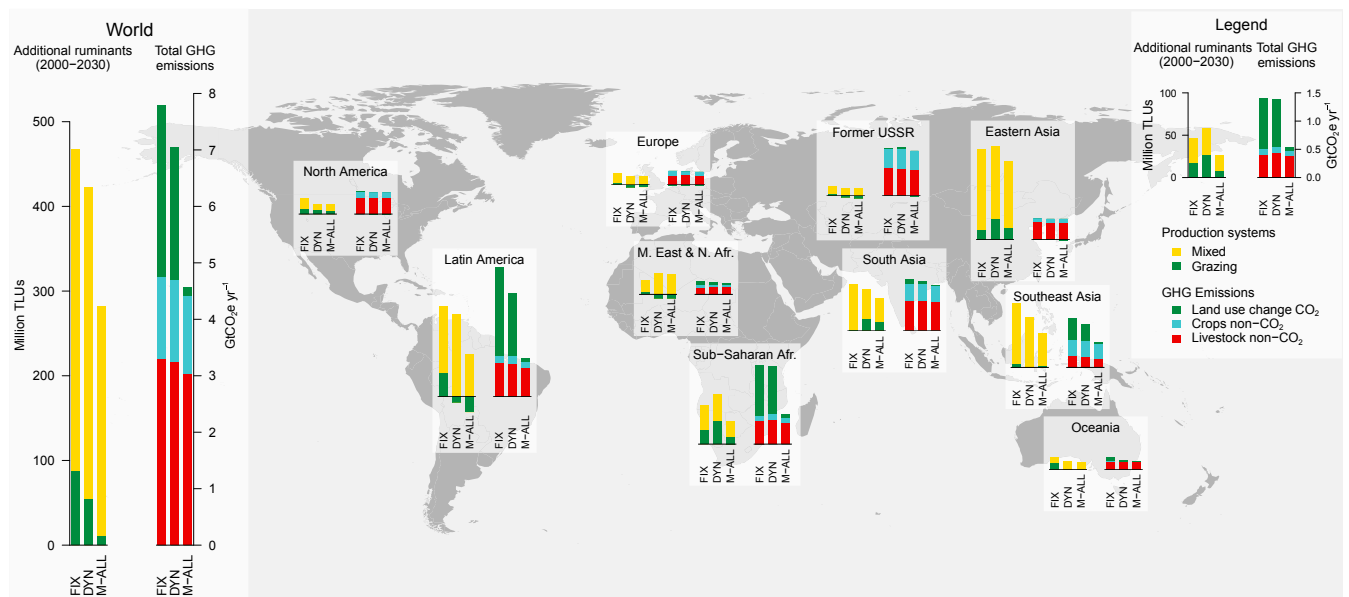 World
Additional ruminants
(2000−2030)
Total GHG
emissions
Million TLUs
0
100
200
300
400
500
0
1
2
3
4
5
6
7
8
GtCO2e yr−1
FIX
DYN
M−ALL
FIX
DYN
M−ALL
North America
FIX
DYN
M−ALL
FIX
DYN
M−ALL
Latin America
FIX
DYN
M−ALL
FIX
DYN
M−ALL
Europe
FIX
DYN
M−ALL
FIX
DYN
M−ALL
M. East & N. Afr.
FIX
DYN
M−ALL
FIX
DYN
M−ALL
Sub−Saharan Afr.
FIX
DYN
M−ALL
FIX
DYN
M−ALL
Former USSR
FIX
DYN
M−ALL
FIX
DYN
M−ALL
South Asia
FIX
DYN
M−ALL
FIX
DYN
M−ALL
Eastern Asia
FIX
DYN
M−ALL
FIX
DYN
M−ALL
Southeast Asia
FIX
DYN
M−ALL
FIX
DYN
M−ALL
Oceania
FIX
DYN
M−ALL
FIX
DYN
M−ALL
Legend
Additional ruminants
(2000−2030)
Total GHG
emissions
Million TLUs
0
50
100
0.0
0.5
1.0
1.5
GtCO2e yr−1
FIX
DYN
M−ALL
FIX
DYN
M−ALL
Production systems
Mixed
Grazing
GHG Emissions
Land use change CO2
Crops non−CO2
Livestock non−CO2